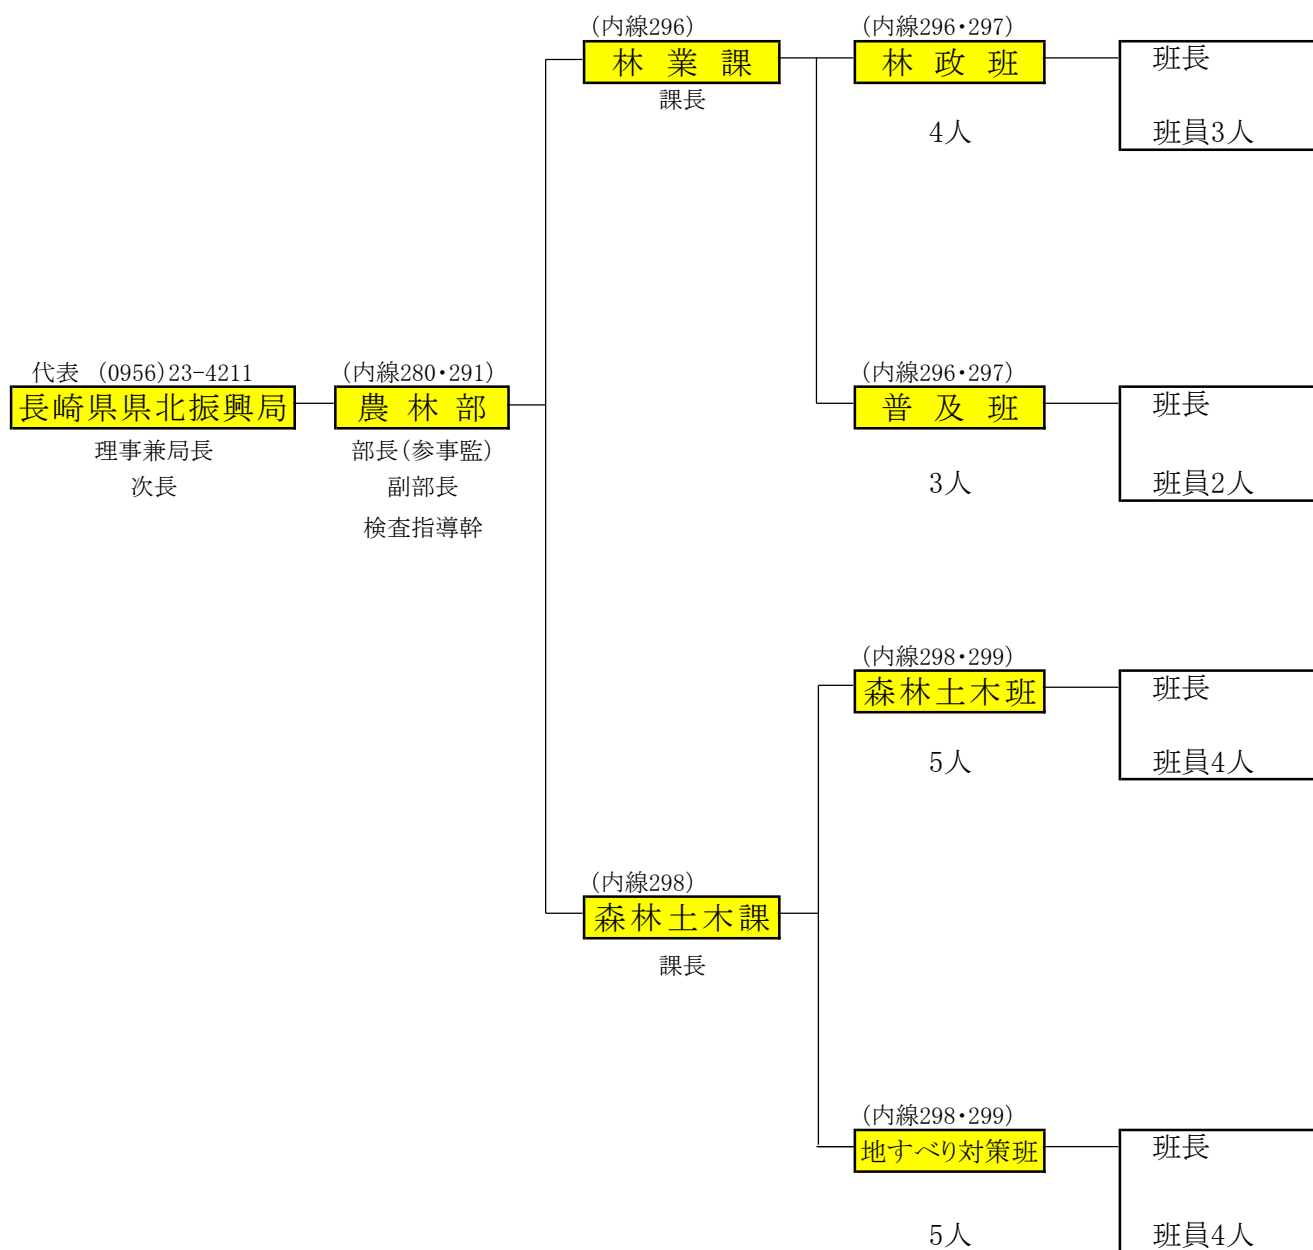 代表 (0956)23-4211
長崎県県北振興局
理事兼局長
次長
(内線280・291)
農林部
部長(参事監)
副部長
検査指導幹
(内線296)
林業課
課長
(内線296・297)
林政班
4人
班長
班員3人
(内線296・297)
普及班
3人
班長
班員2人
(内線298)
森林土木課
課長
(内線298・299)
森林土木班
5人
班長
班員4人
(内線298・299)
地すべり対策班
5人
班長
班員4人